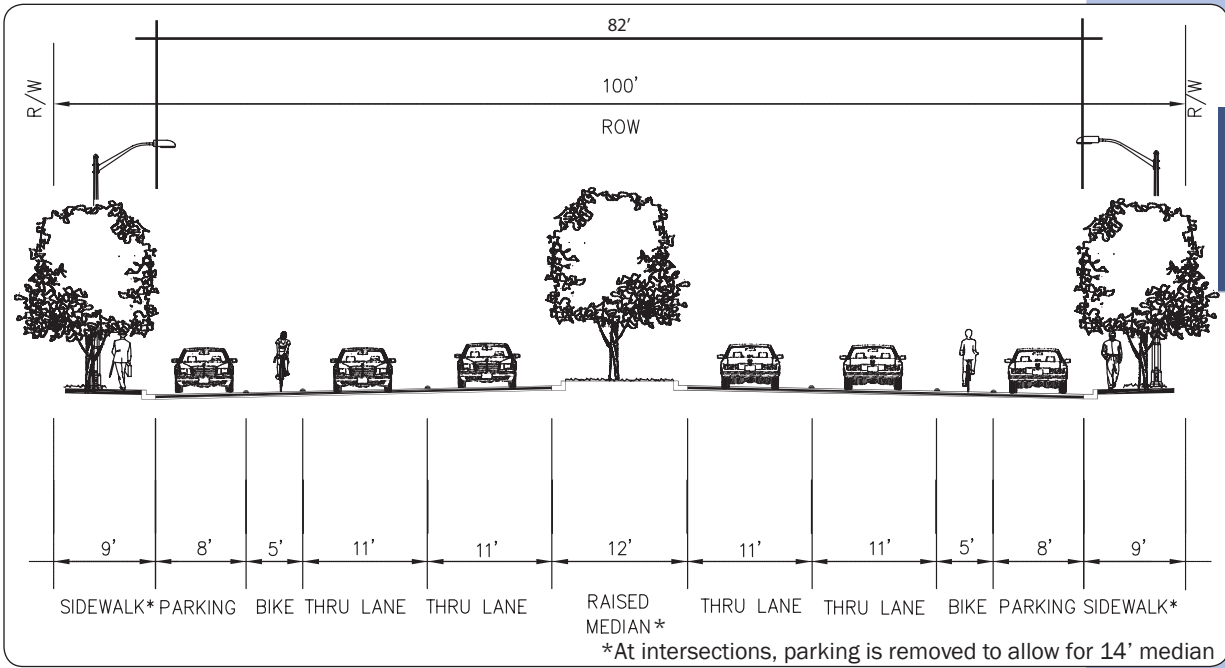 82'
100'
R/W
R/W
ROW
9' 8' 5' 11' 11' 12' 11' 11' 5' 8' 9'
SIDEWALK* PARKING BIKE THRU LANE THRU LANE RAISED THRU LANE THRU LANE BIKE PARKING SIDEWALK*
MEDIAN*
*At intersections, parking is removed to allow for 14' median